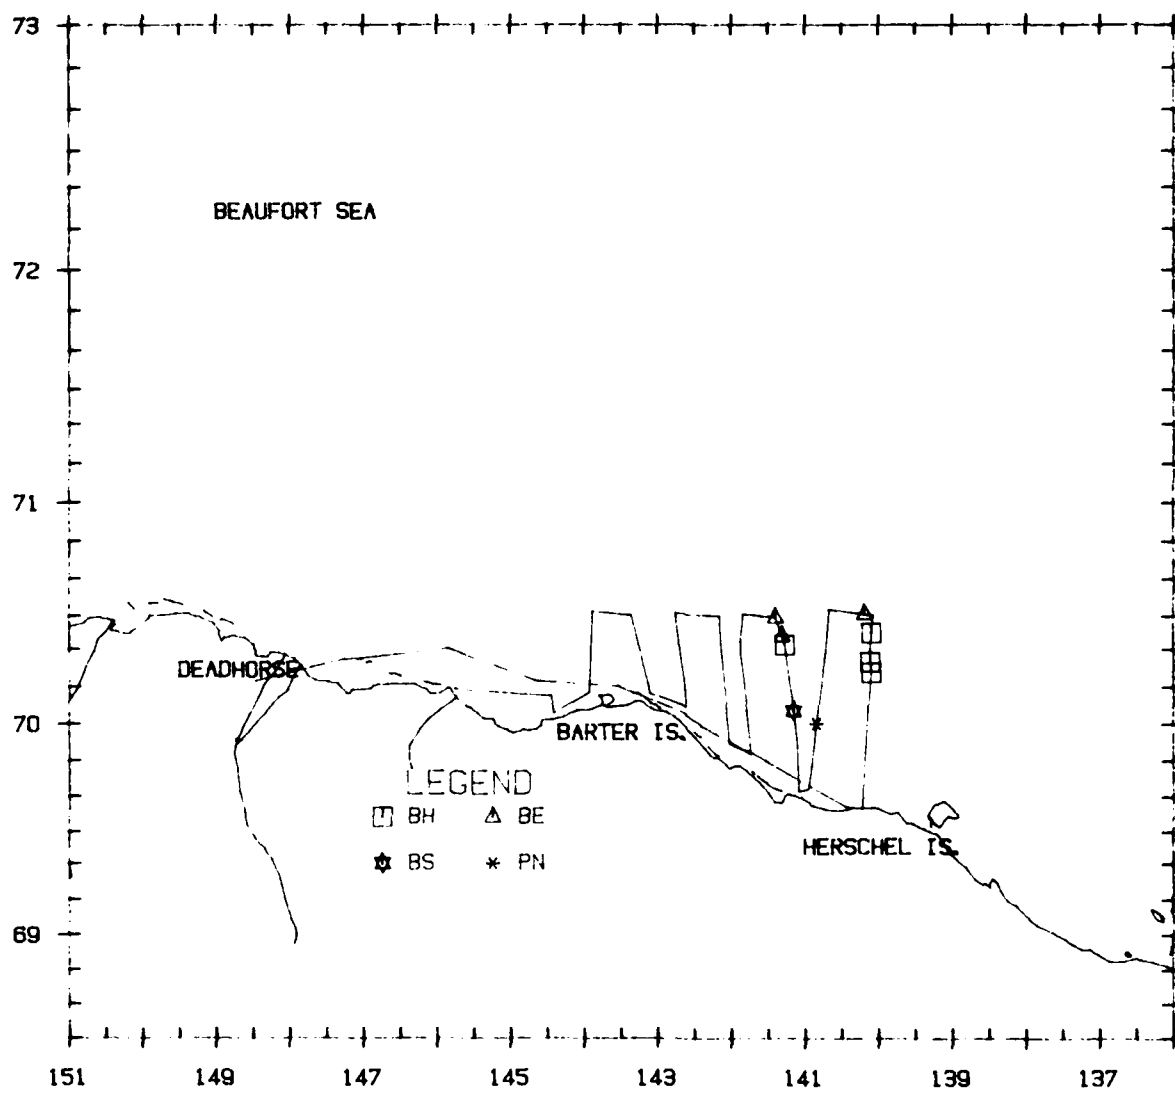 73
BEAUFORT SEA
72
71
DEADHORSE
70
BARTER IS.
LEGEND
BH BE
HERSCHEL IS.
BS PN
69
151 149 147 145 143 141 139 137